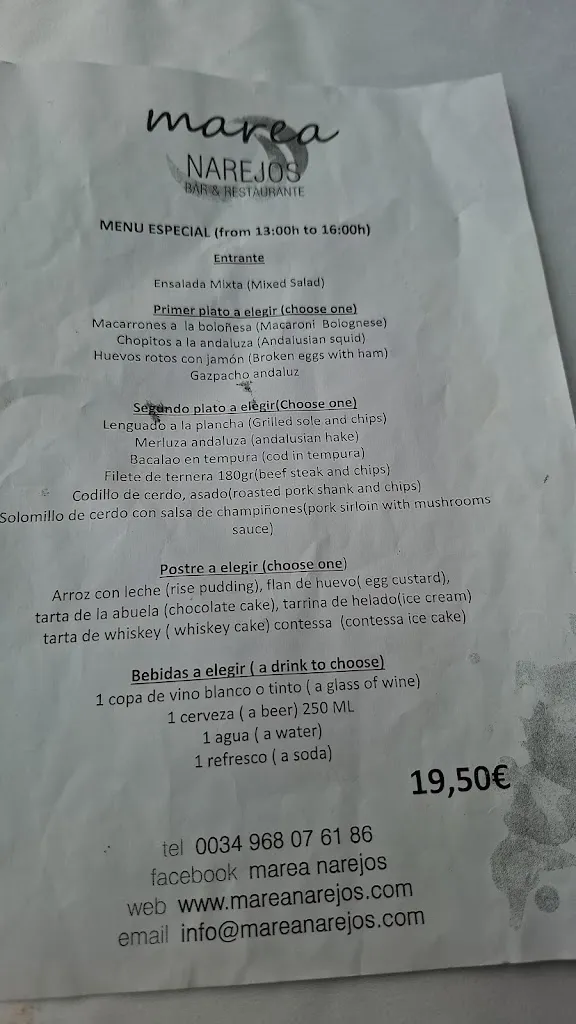 marea
NAREJOS
BAR & RESTAURANTE
MENU ESPECIAL (from 13:00h to 16:00h)
Entrante
Ensalada Mixta (Mixed Salad)
Primer plato a elegir (choose one)
Macarrones a la boloñesa (Macaroni Bolognese)
Chopitos a la andaluza (Andalusian squid)
Huevos rotos con jamón (Broken eggs with ham)
Gazpacho andaluz
Segundo plato a elegir(Choose one)
Lenguado a la plancha (Grilled sole and chips)
Merluza andaluza (andalusian hake)
Bacalao en tempura (cod in tempura)
Filete de ternera 180gr(beef steak and chips)
Codillo de cerdo, asado(roasted pork shank and chips)
Solomillo de cerdo con salsa de champiñones(pork sirloin with mushrooms
sauce)
Postre a elegir (choose one)
Arroz con leche (rise pudding), flan de huevo( egg custard),
tarta de la abuela (chocolate cake), tarrina de helado(ice cream)
tarta de whiskey ( whiskey cake) contessa (contessa ice cake)
Bebidas a elegir ( a drink to choose)
1 copa de vino blanco o tinto ( a glass of wine)
1 cerveza ( a beer) 250 ML
1 agua ( a water)
1 refresco ( a soda)
19,50€
tel 0034 968 07 61 86
facebook marea narejos
web www.mareanarejos.com
email info@mareanarejos.com